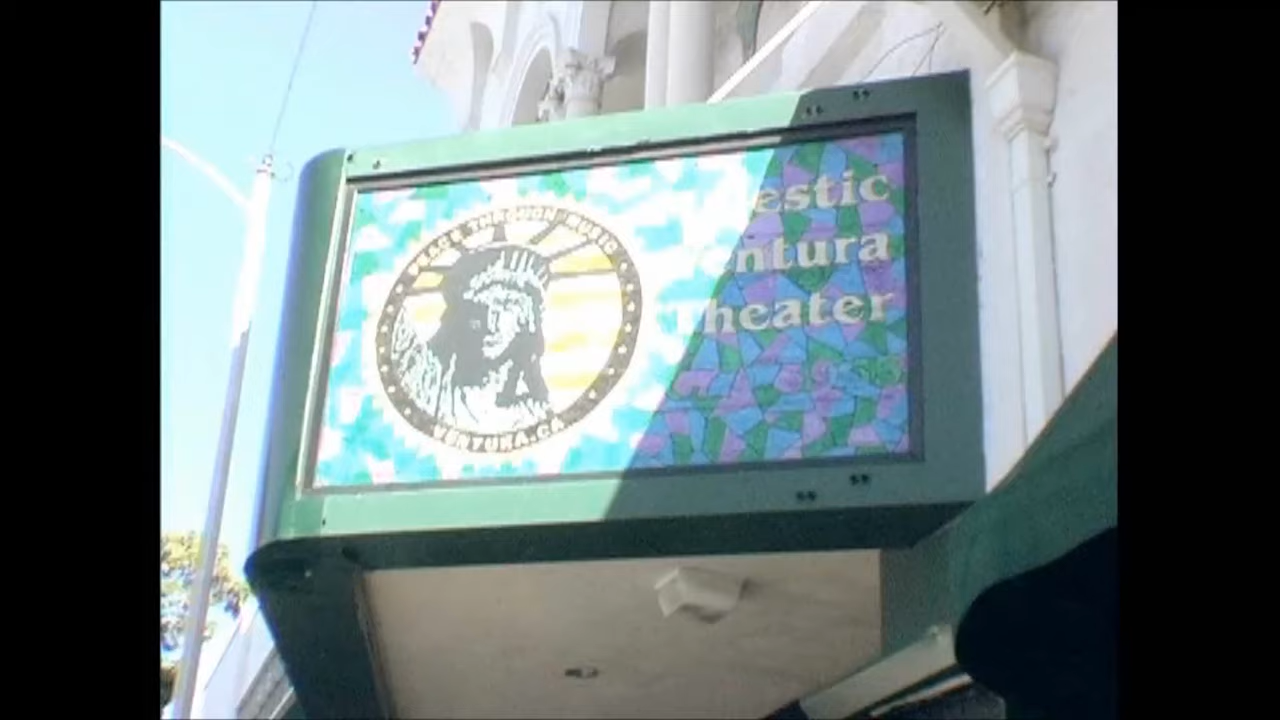 PEACE THROUGH MUSIC
VENTURA, CA
estic
entura
Theater